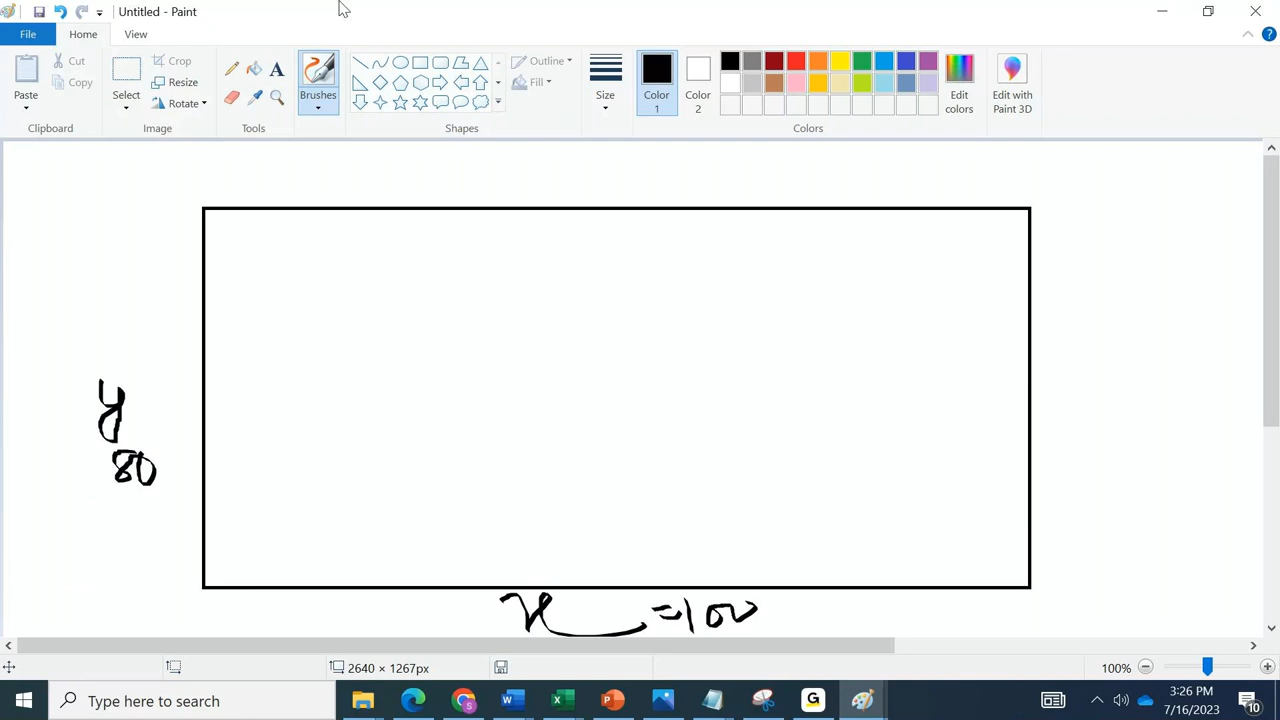 Untitled - Paint
File Home View
Paste
Cut
Copy
Clipboard
Select
Crop
Resize
Rotate
Image
A
Tools
Brushes
Outline
Fill
Shapes
Size
Color 1
Color 2
Edit colors
Colors
Edit with Paint 3D
y
80
x =100
2640 × 1267px
100%
Type here to search
3:26 PM
7/16/2023
10